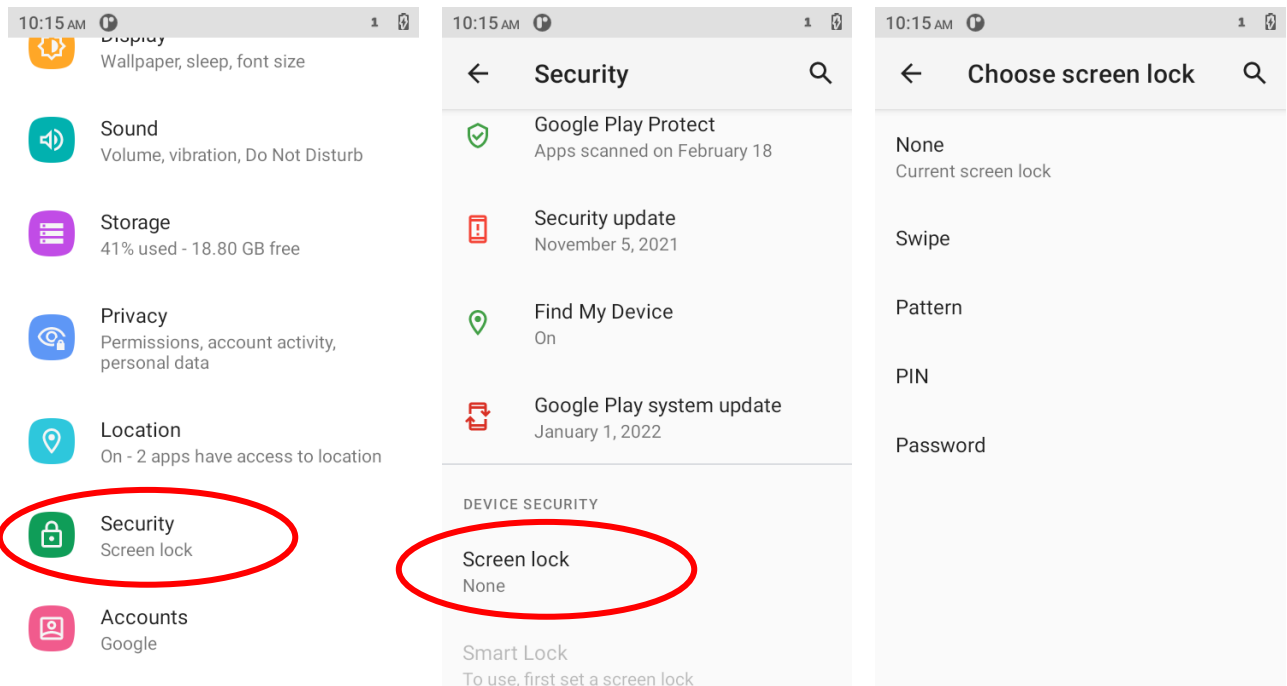 10:15 AM 1
Display
Wallpaper, sleep, font size
Sound
Volume, vibration, Do Not Disturb
Storage
41% used - 18.80 GB free
Privacy
Permissions, account activity,
personal data
Location
On - 2 apps have access to location
Security
Screen lock
Accounts
Google
10:15 AM 1
Security
Google Play Protect
Apps scanned on February 18
Security update
November 5, 2021
Find My Device
On
Google Play system update
January 1, 2022
DEVICE SECURITY
Screen lock
None
Smart Lock
To use, first set a screen lock
10:15 AM 1
Choose screen lock
None
Current screen lock
Swipe
Pattern
PIN
Password